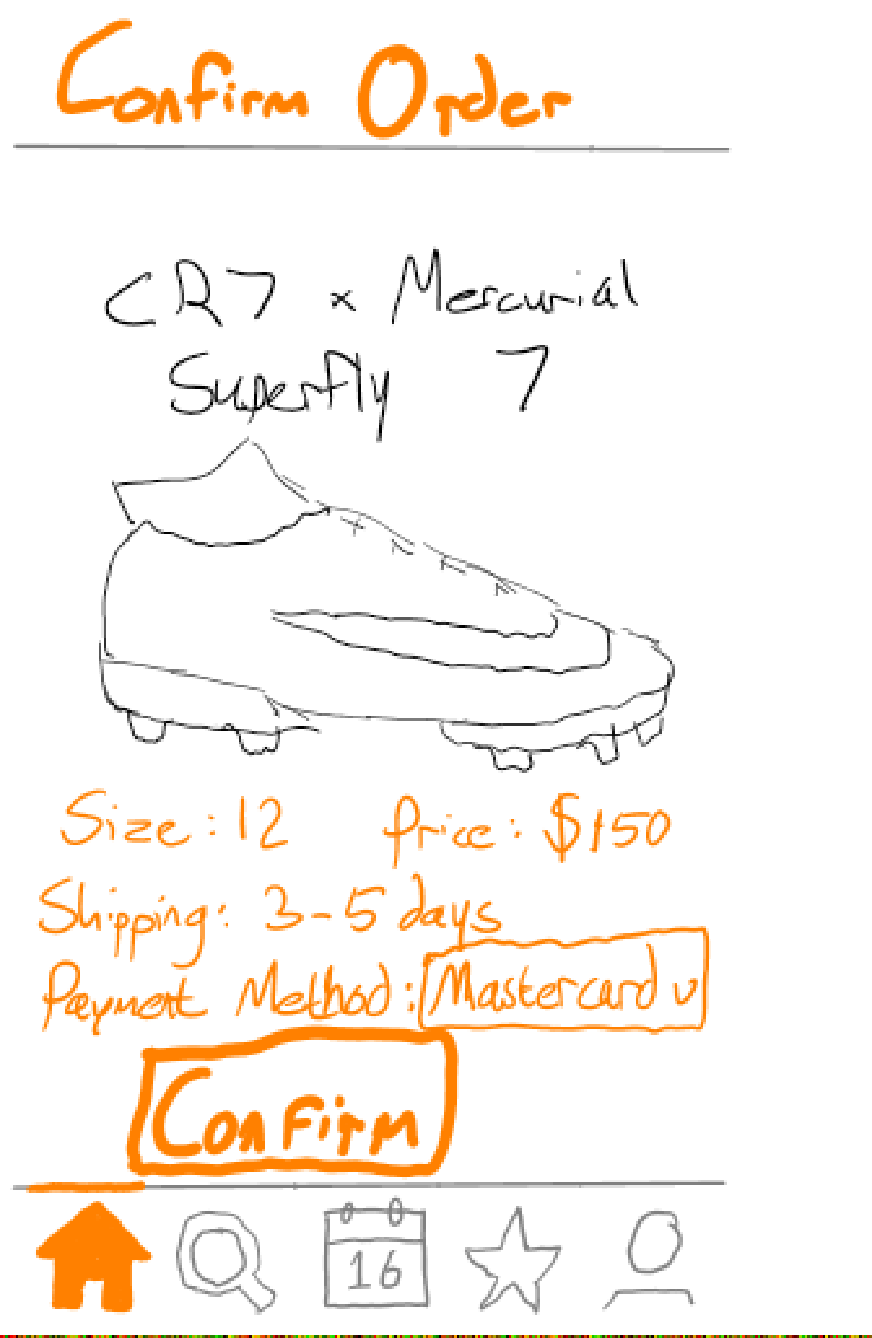 Confirm Order
CR7 x Mercurial
Superfly 7
Size: 12 Price: $150
Shipping: 3-5 days
Payment Method: Mastercard v
Confirm
16